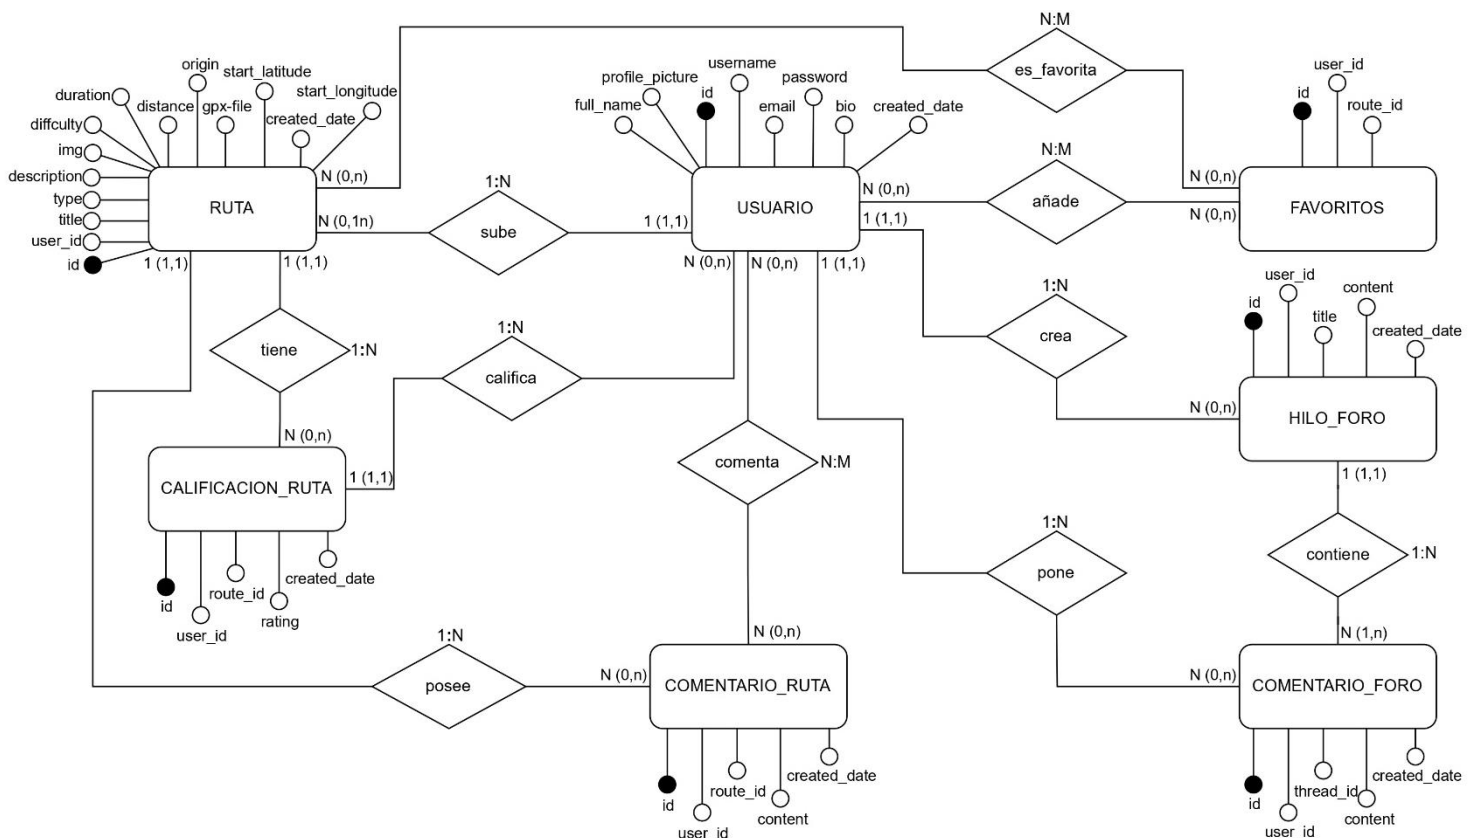 N:M
es_favorita
origin
start_latitude
duration
distance
gpx-file
start_longitude
created_date
diffculty
img
description
type
title
user_id
id
RUTA
N (0,n)
N (0,1n)
1 (1,1)
1 (1,1)
username
profile_picture
id
password
full_name
email
bio
created_date
USUARIO
N (0,n)
1 (1,1)
1 (1,1)
N (0,n)
N (0,n)
1 (1,1)
1:N
sube
user_id
id
route_id
N (0,n)
N (0,n)
FAVORITOS
N:M
añade
1:N
crea
user_id
content
id
title
created_date
N (0,n)
HILO_FORO
1 (1,1)
tiene
1:N
1:N
califica
N (0,n)
1 (1,1)
CALIFICACION_RUTA
created_date
route_id
id
rating
user_id
comenta
N:M
1:N
pone
contiene
1:N
1:N
posee
N (0,n)
N (0,n)
COMENTARIO_RUTA
created_date
route_id
id
content
user_id
N (1,n)
N (0,n)
COMENTARIO_FORO
created_date
thread_id
id
content
user_id